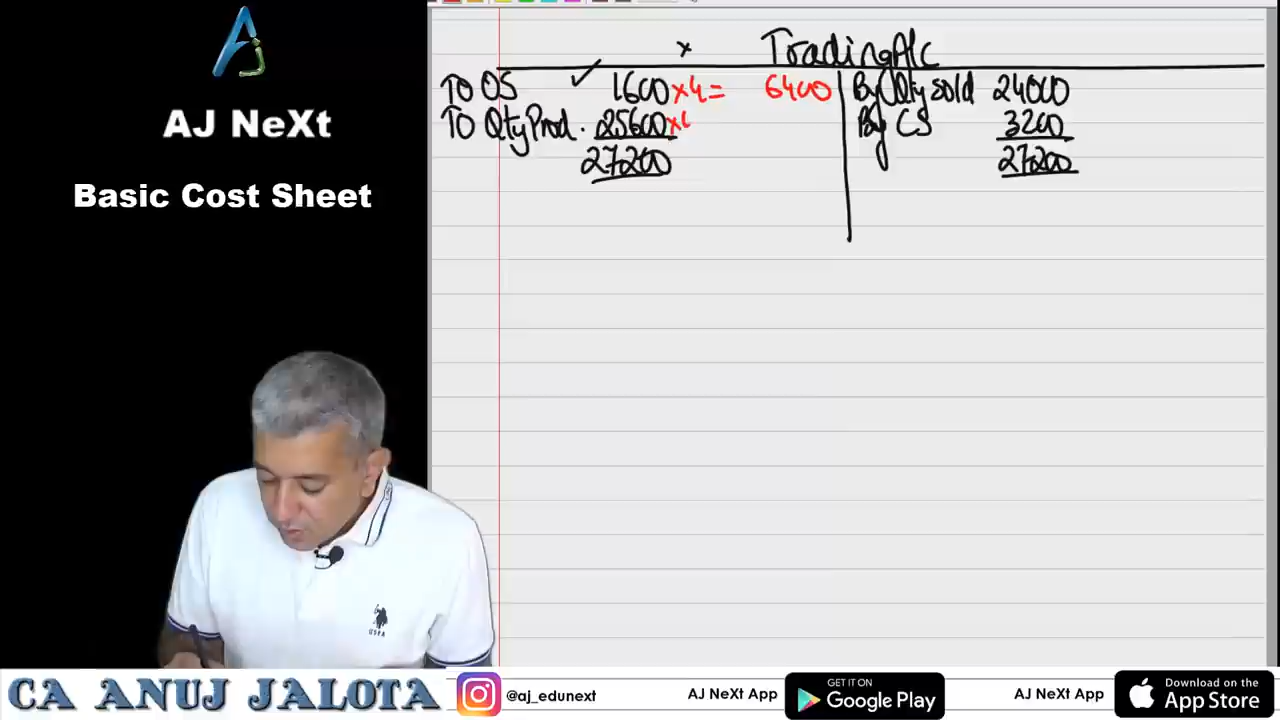 AJ NeXt
Basic Cost Sheet
x Trading A/c
To OS ✓ 1600 x4 = 6400 By Qty sold 24000
To Qty Prod. 25600 x By CS 3200
27200 27200
USPA
CA ANUJ JALOTA @aj_edunext AJ NeXt App GET IT ON Google Play AJ NeXt App Download on the App Store